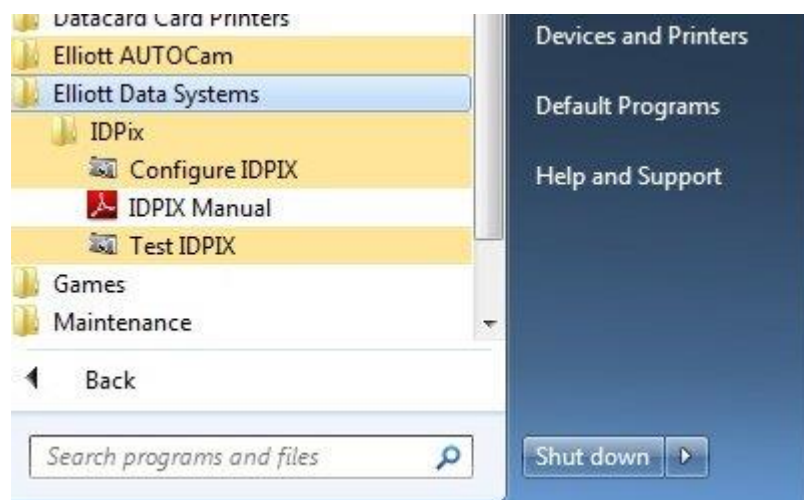 Datacard Card Printers
Elliott AUTOCam
Elliott Data Systems
IDPix
Configure IDPIX
IDPIX Manual
Test IDPIX
Games
Maintenance
Back
Search programs and files
Devices and Printers
Default Programs
Help and Support
Shut down